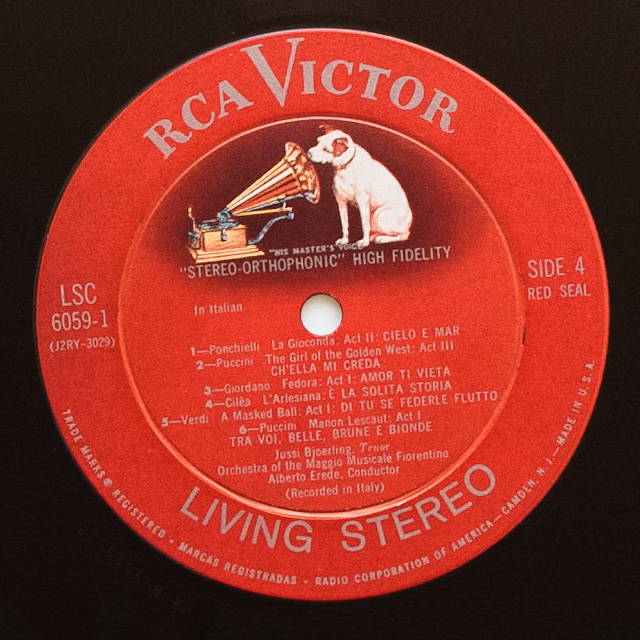 RCA VICTOR
"HIS MASTER'S VOICE"
"STEREO-ORTHOPHONIC" HIGH FIDELITY
LSC
6059-1
(J2RY-3029)
SIDE 4
RED SEAL
In Italian
1—Ponchielli La Gioconda: Act II: CIELO E MAR
2—Puccini The Girl of the Golden West: Act III
CH'ELLA MI CREDA
3—Giordano Fedora: Act I: AMOR TI VIETA
4—Cilèa L'Arlesiana: È LA SOLITA STORIA
5—Verdi A Masked Ball: Act I: DI TU SE FEDERLE FLUTTO
6—Puccini Manon Lescaut: Act I
TRA VOI, BELLE, BRUNE E BIONDE
Jussi Bjoerling, Tenor
Orchestra of the Maggio Musicale Fiorentino
Alberto Erede, Conductor
(Recorded in Italy)
LIVING STEREO
TRADE MARKS ® REGISTERED • MARCAS REGISTRADAS • RADIO CORPORATION OF AMERICA—CAMDEN, N. J.—MADE IN U.S.A.